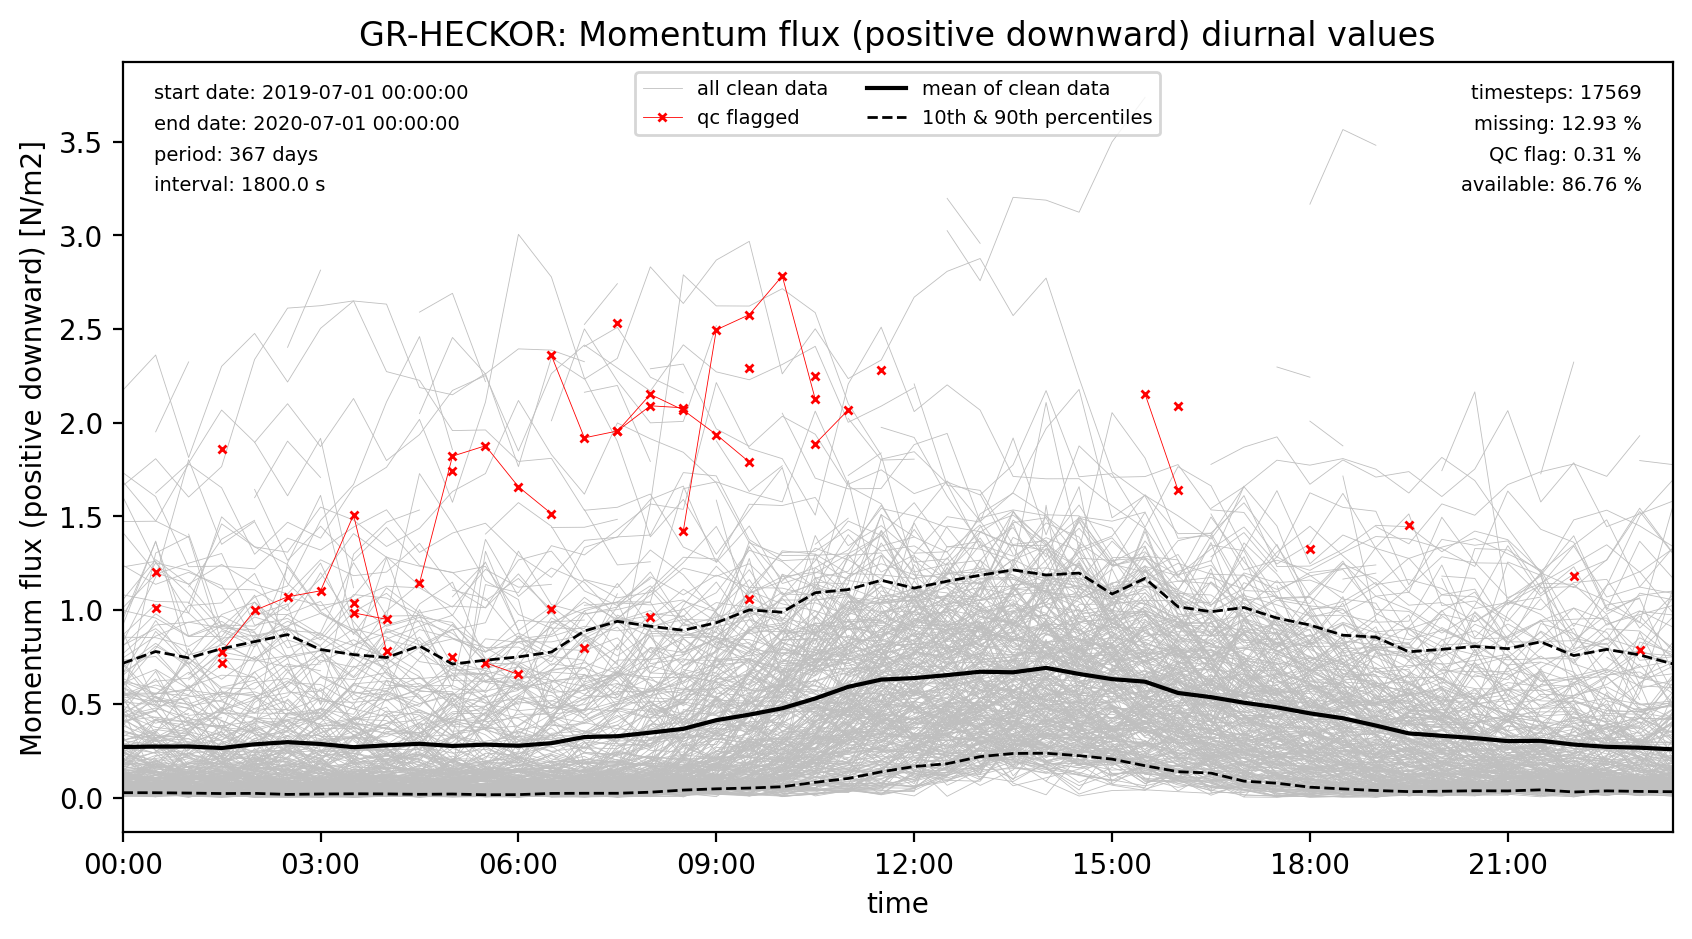 GR-HECKOR: Momentum flux (positive downward) diurnal values
start date: 2019-07-01 00:00:00
end date: 2020-07-01 00:00:00
period: 367 days
interval: 1800.0 s
all clean data
qc flagged
mean of clean data
10th & 90th percentiles
timesteps: 17569
missing: 12.93 %
QC flag: 0.31 %
available: 86.76 %
Momentum flux (positive downward) [N/m2]
3.5
3.0
2.5
2.0
1.5
1.0
0.5
0.0
00:00 03:00 06:00 09:00 12:00 15:00 18:00 21:00
time